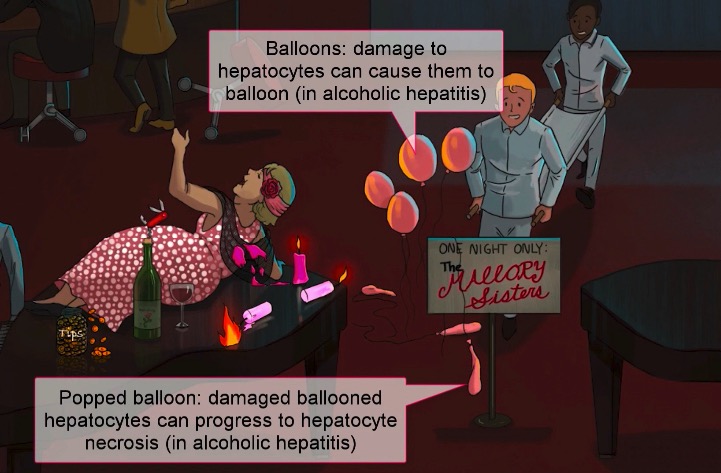 Balloons: damage to
hepatocytes can cause them to
balloon (in alcoholic hepatitis)
ONE NIGHT ONLY:
The
MALLORY
Sisters
Tips
Popped balloon: damaged ballooned
hepatocytes can progress to hepatocyte
necrosis (in alcoholic hepatitis)